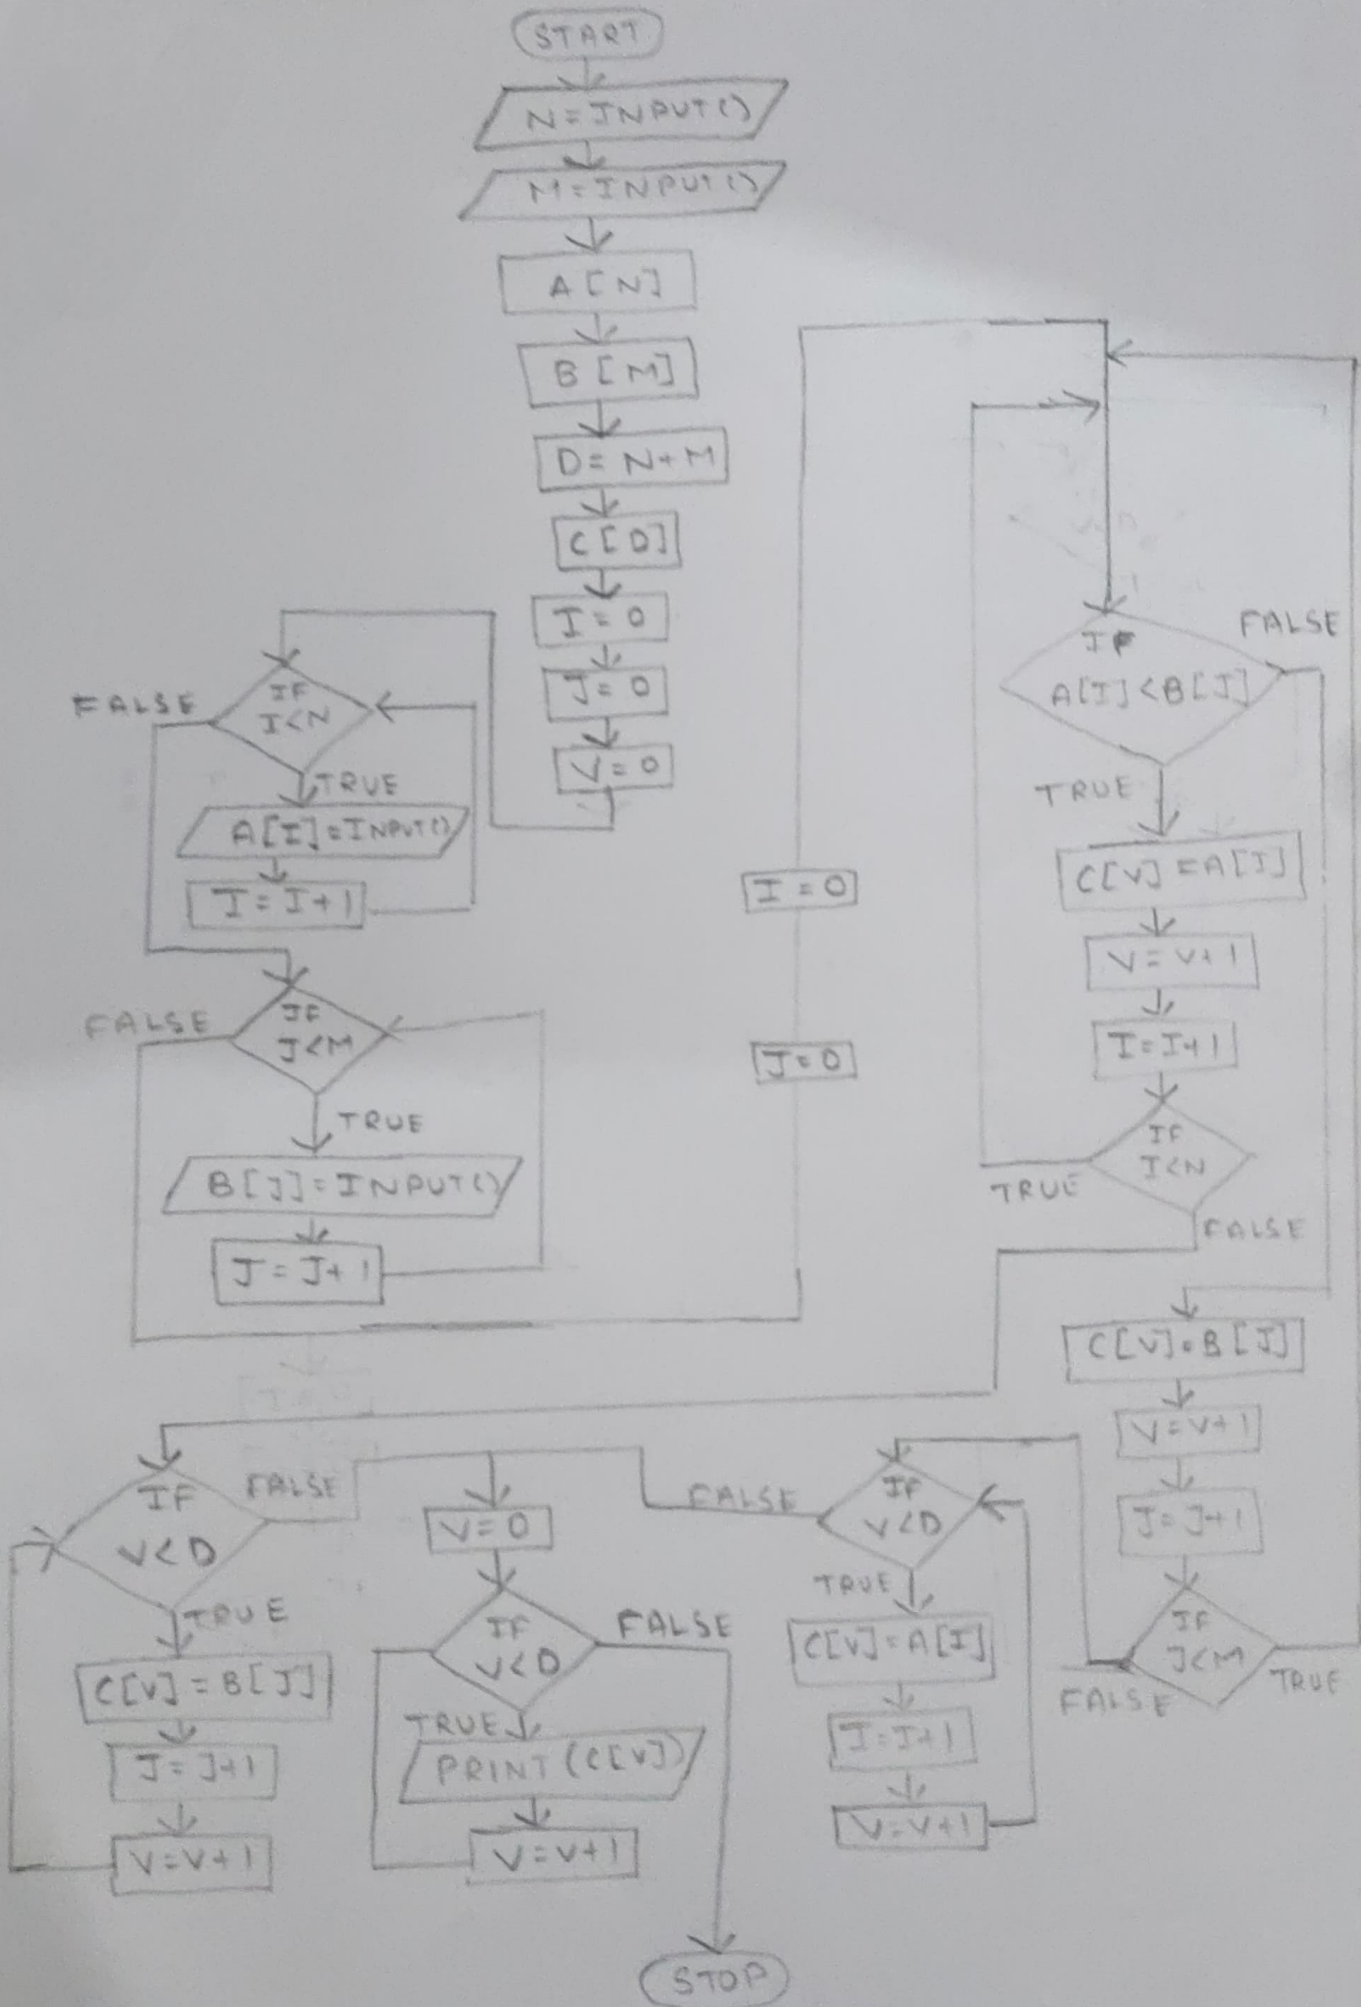 START
N=INPUT()
M=INPUT()
A[N]
B[M]
D=N+M
C[D]
I=0
J=0
V=0
IF
I<N
FALSE
TRUE
A[I]=INPUT()
I=I+1
IF
J<M
FALSE
TRUE
B[J]=INPUT()
J=J+1
J=0
I=0
IF
A[I]<B[J]
FALSE
TRUE
C[V]=A[I]
V=V+1
I=I+1
IF
I<N
TRUE
FALSE
C[V]=B[J]
V=V+1
J=J+1
IF
J<M
TRUE
FALSE
IF
V<D
FALSE
TRUE
C[V]=A[I]
I=I+1
V=V+1
IF
V<D
FALSE
TRUE
C[V]=B[J]
J=J+1
V=V+1
V=0
IF
V<D
FALSE
TRUE
PRINT(C[V])
V=V+1
STOP